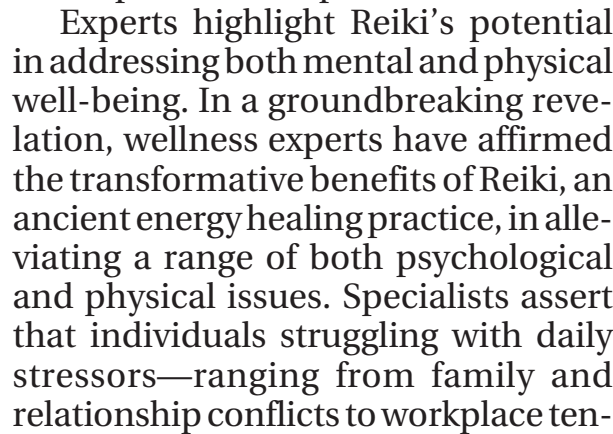 Experts highlight Reiki’s potential
in addressing both mental and physical
well-being. In a groundbreaking reve-
lation, wellness experts have affirmed
the transformative benefits of Reiki, an
ancient energy healing practice, in alle-
viating a range of both psychological
and physical issues. Specialists assert
that individuals struggling with daily
stressors—ranging from family and
relationship conflicts to workplace ten-